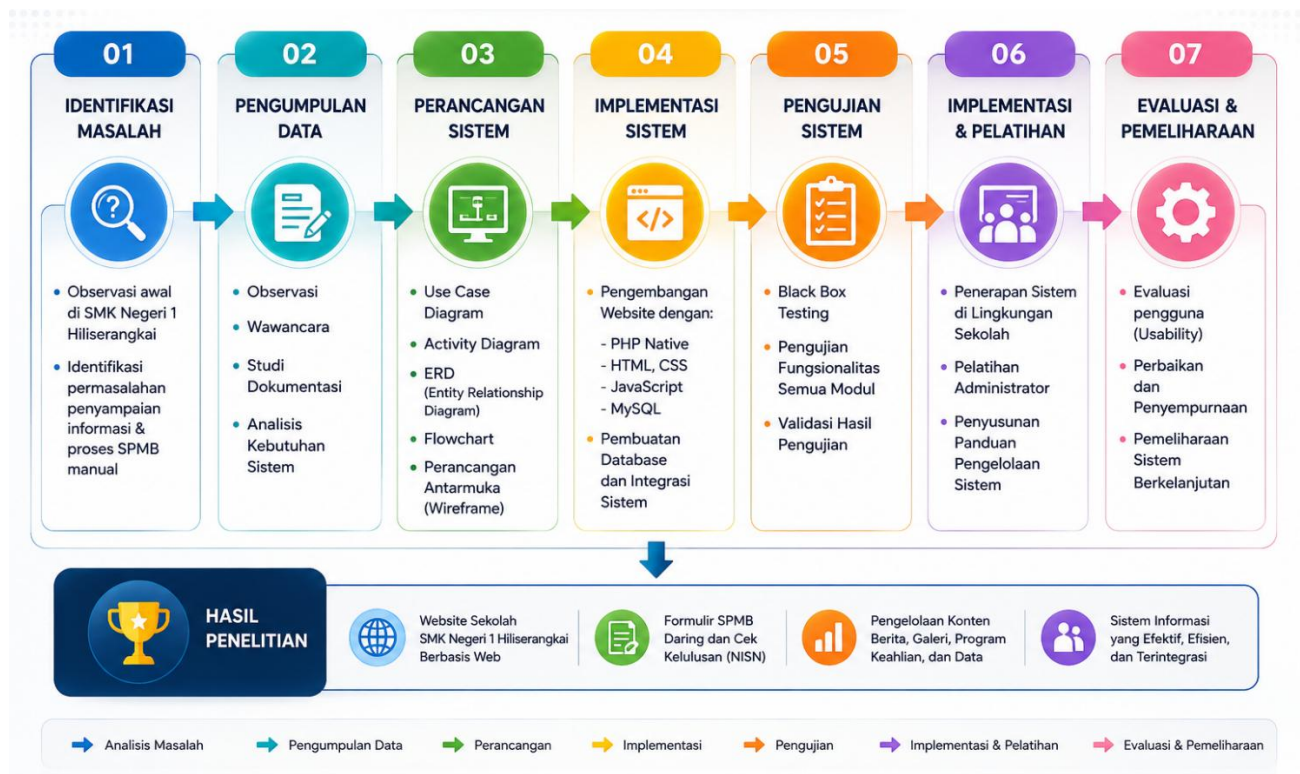 01
IDENTIFIKASI
MASALAH
• Observasi awal
di SMK Negeri 1
Hiliserangkai
• Identifikasi
permasalahan
penyampaian
informasi &
proses SPMB
manual
02
PENGUMPULAN
DATA
• Observasi
• Wawancara
• Studi
Dokumentasi
• Analisis
Kebutuhan
Sistem
03
PERANCANGAN
SISTEM
• Use Case
Diagram
• Activity Diagram
• ERD
(Entity Relationship
Diagram)
• Flowchart
• Perancangan
Antarmuka
(Wireframe)
04
IMPLEMENTASI
SISTEM
• Pengembangan
Website dengan:
- PHP Native
- HTML, CSS
- JavaScript
- MySQL
• Pembuatan
Database
dan Integrasi
Sistem
05
PENGUJIAN
SISTEM
• Black Box
Testing
• Pengujian
Fungsionalitas
Semua Modul
• Validasi Hasil
Pengujian
06
IMPLEMENTASI
& PELATIHAN
• Penerapan Sistem
di Lingkungan
Sekolah
• Pelatihan
Administrator
• Penyusunan
Panduan
Pengelolaan
Sistem
07
EVALUASI &
PEMELIHARAAN
• Evaluasi
pengguna
(Usability)
• Perbaikan
dan
Penyempurnaan
• Pemeliharaan
Sistem
Berkelanjutan
HASIL
PENELITIAN
Website Sekolah
SMK Negeri 1 Hiliserangkai
Berbasis Web
Formulir SPMB
Daring dan Cek
Kelulusan (NISN)
Pengelolaan Konten
Berita, Galeri, Program
Keahlian, dan Data
Sistem Informasi
yang Efektif, Efisien,
dan Terintegrasi
Analisis Masalah
Pengumpulan Data
Perancangan
Implementasi
Pengujian
Implementasi & Pelatihan
Evaluasi & Pemeliharaan